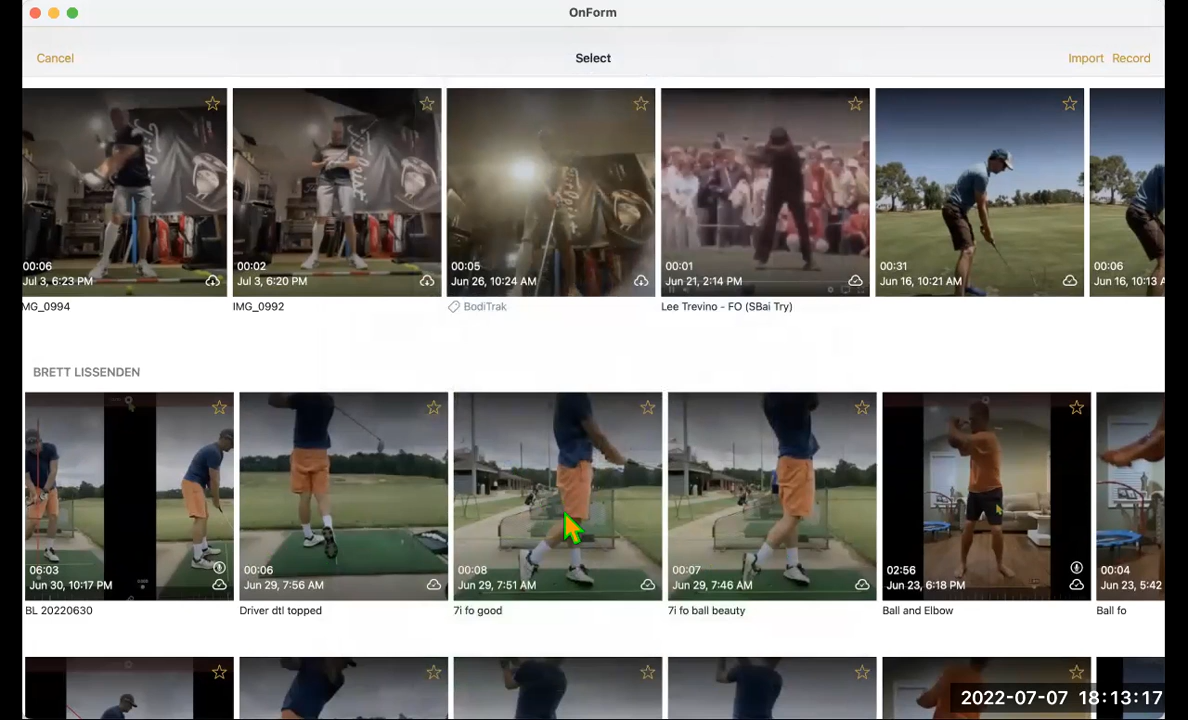 OnForm
Cancel
Select
Import Record
00:06
Jul 3, 6:23 PM
MG_0994
00:02
Jul 3, 6:20 PM
IMG_0992
00:05
Jun 26, 10:24 AM
BodiTrak
00:01
Jun 21, 2:14 PM
Lee Trevino - FO (SBai Try)
00:31
Jun 16, 10:21 AM
00:06
Jun 16, 10:13 A
BRETT LISSENDEN
06:03
Jun 30, 10:17 PM
BL 20220630
00:06
Jun 29, 7:56 AM
Driver dtl topped
00:08
Jun 29, 7:51 AM
7i fo good
00:07
Jun 29, 7:46 AM
7i fo ball beauty
02:56
Jun 23, 6:18 PM
Ball and Elbow
00:04
Jun 23, 5:42
Ball fo
2022-07-07 18:13:17